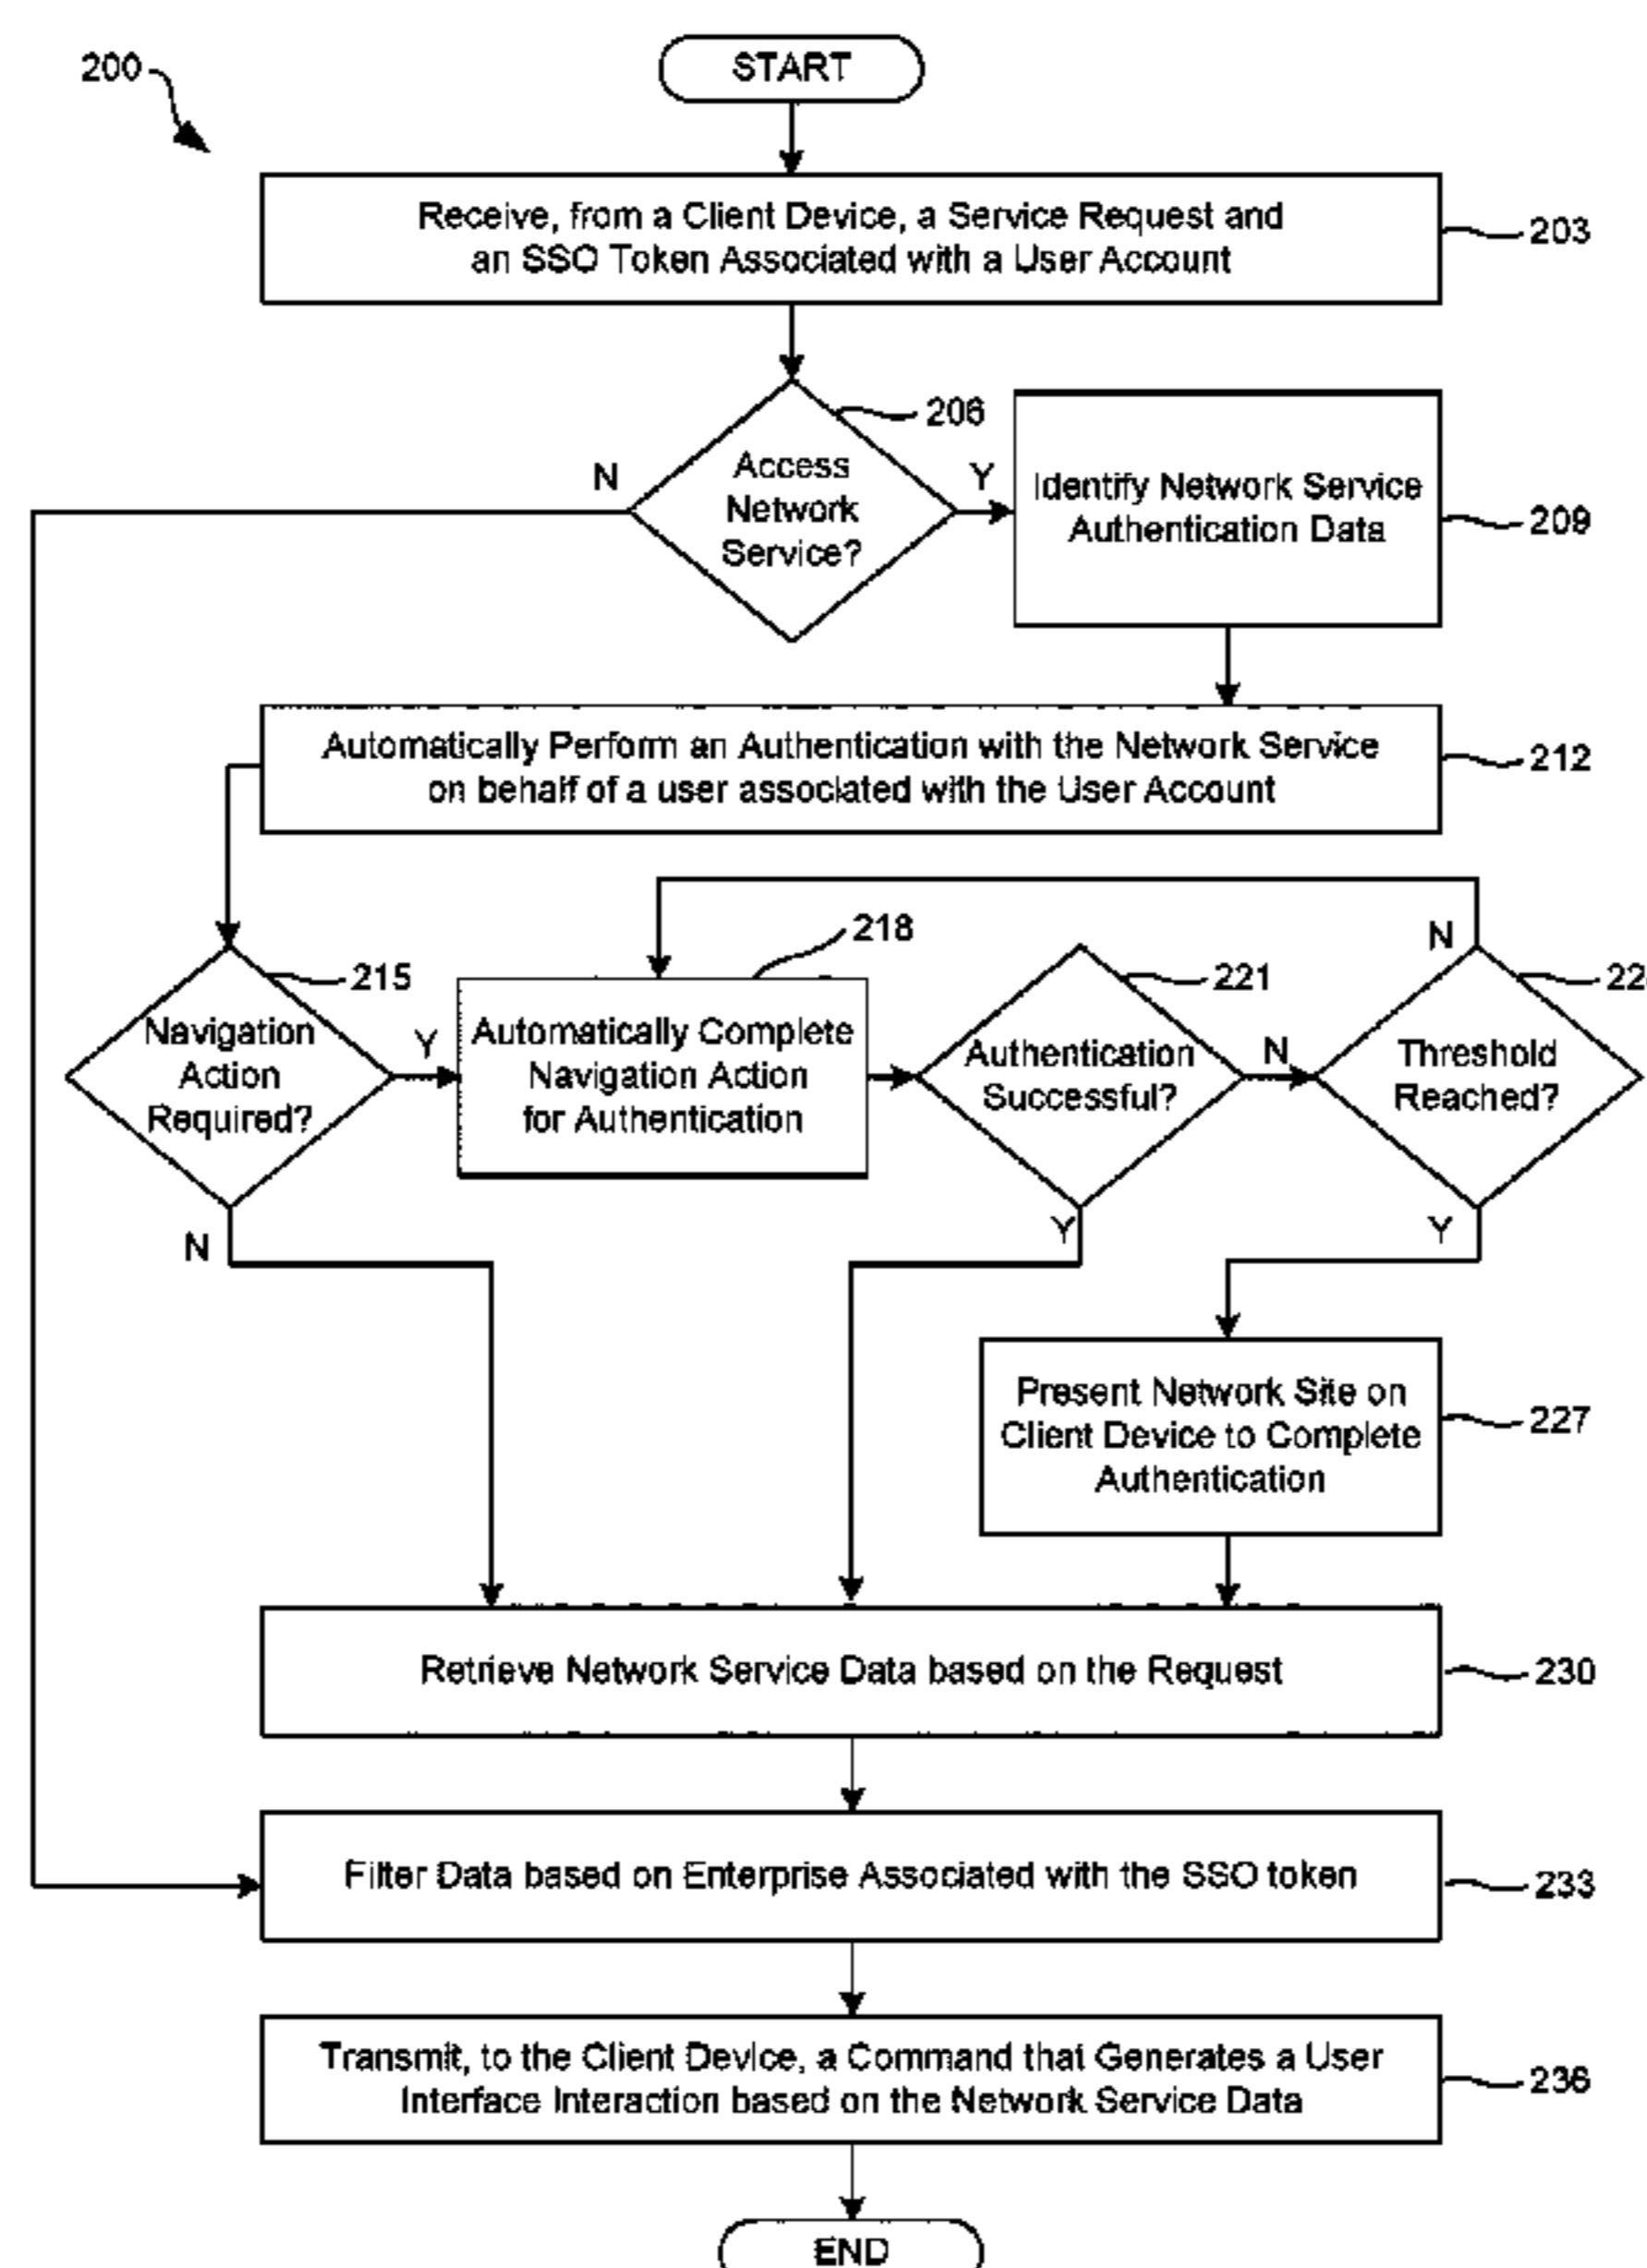 200
START
Receive, from a Client Device, a Service Request and
an SSO Token Associated with a User Account
203
206
Access
Network
Service?
N
Y
Identify Network Service
Authentication Data
209
Automatically Perform an Authentication with the Network Service
on behalf of a user associated with the User Account
212
215
Navigation
Action
Required?
Y
N
218
Automatically Complete
Navigation Action
for Authentication
221
Authentication
Successful?
N
Y
N
Threshold
Reached?
Y
Present Network Site on
Client Device to Complete
Authentication
227
Retrieve Network Service Data based on the Request
230
Filter Data based on Enterprise Associated with the SSO token
233
Transmit, to the Client Device, a Command that Generates a User
Interface Interaction based on the Network Service Data
236
END